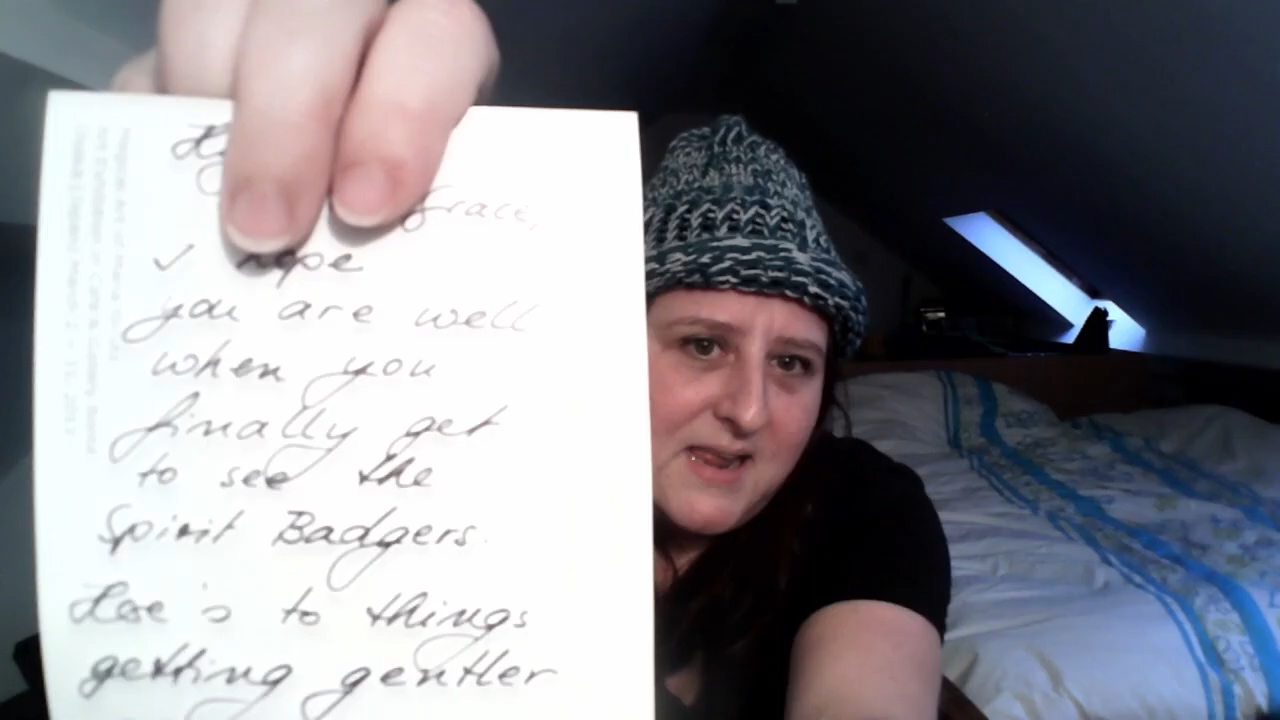 Grace,
I hope
you are well
when you
finally get
to see the
Spirit Badgers.
Here's to things
getting gentler